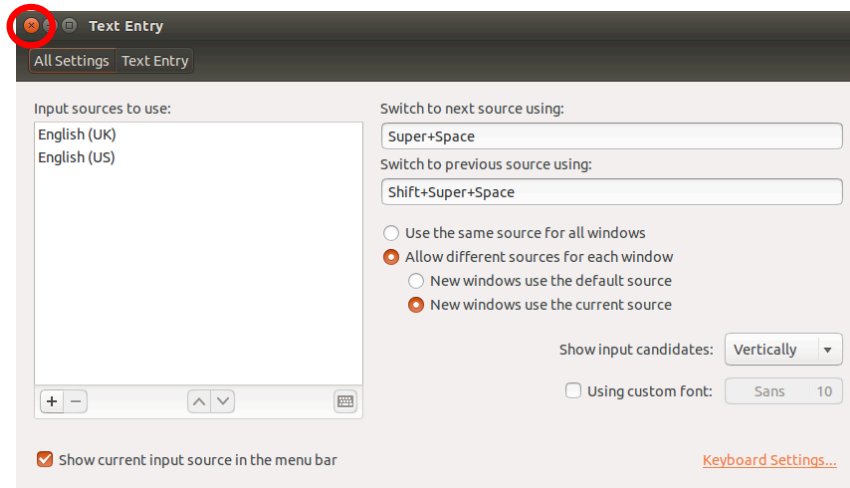 Text Entry
All Settings Text Entry
Input sources to use:
English (UK)
English (US)
Switch to next source using:
Super+Space
Switch to previous source using:
Shift+Super+Space
Use the same source for all windows
Allow different sources for each window
New windows use the default source
New windows use the current source
Show input candidates: Vertically
Using custom font: Sans 10
Show current input source in the menu bar
Keyboard Settings...